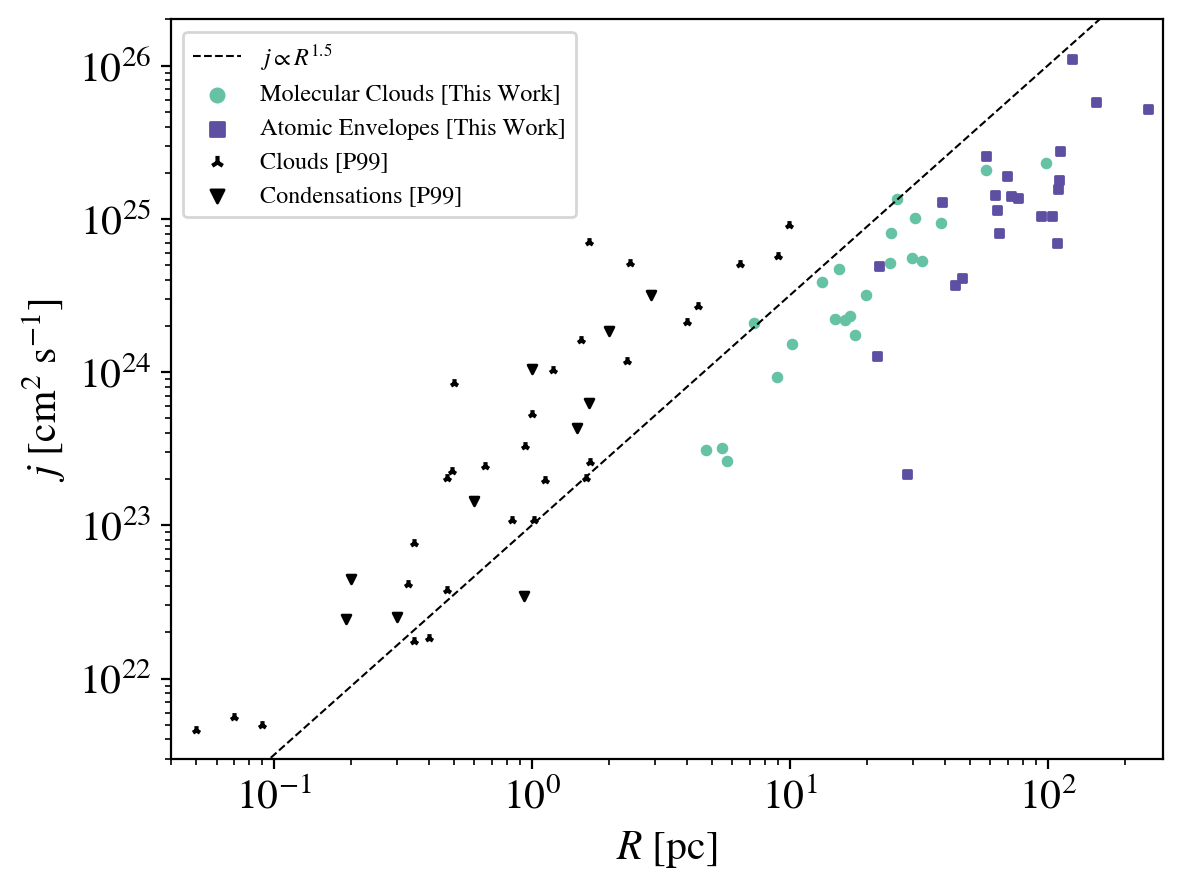 j ∝ R^1.5
Molecular Clouds [This Work]
Atomic Envelopes [This Work]
Clouds [P99]
Condensations [P99]
10^26
10^25
10^24
10^23
10^22
j [cm^2 s^−1]
10^−1 10^0 10^1 10^2
R [pc]